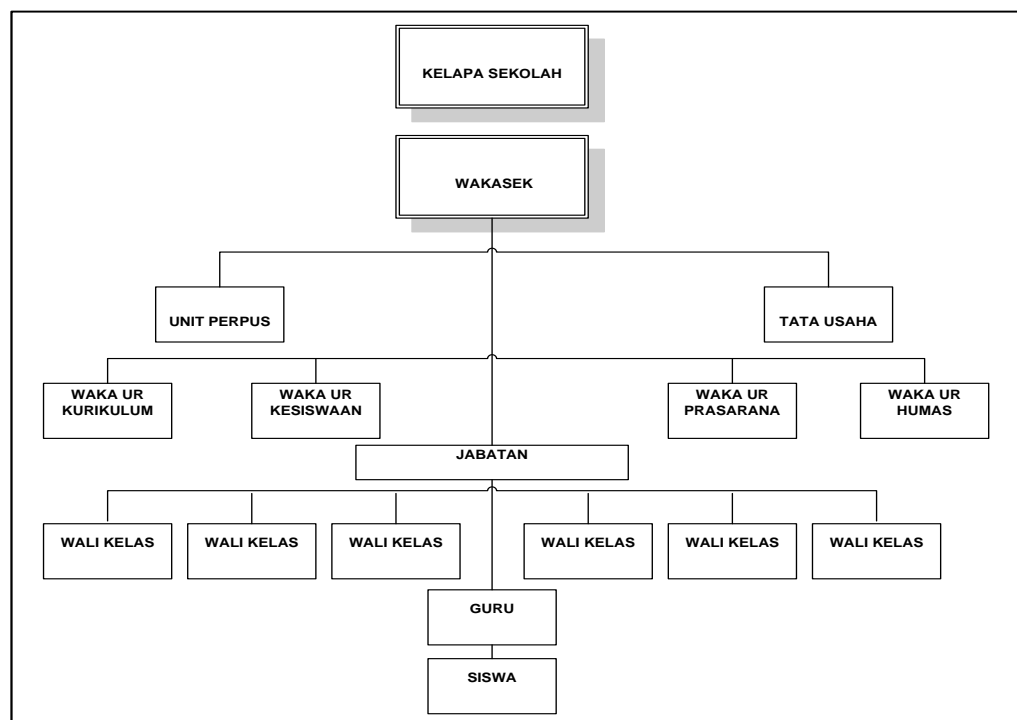 KELAPA SEKOLAH
WAKASEK
UNIT PERPUS
TATA USAHA
WAKA UR
KURIKULUM
WAKA UR
KESISWAAN
WAKA UR
PRASARANA
WAKA UR
HUMAS
JABATAN
WALI KELAS
WALI KELAS
WALI KELAS
WALI KELAS
WALI KELAS
WALI KELAS
GURU
SISWA